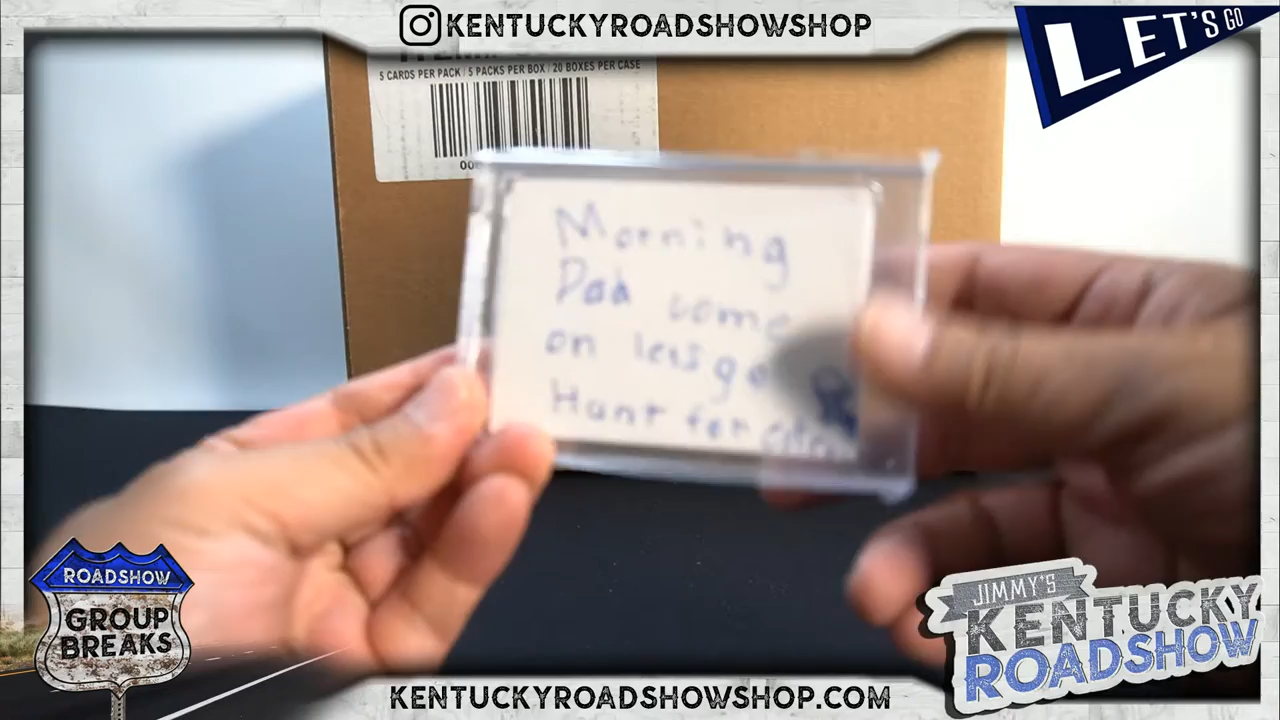 KENTUCKYROADSHOWSHOP
LET'S GO
5 CARDS PER PACK / 5 PACKS PER BOX / 20 BOXES PER CASE
Morning
Dad come
on lets go
Hunt for
ROADSHOW
GROUP
BREAKS
JIMMY'S
KENTUCKY
ROADSHOW
KENTUCKYROADSHOWSHOP.COM